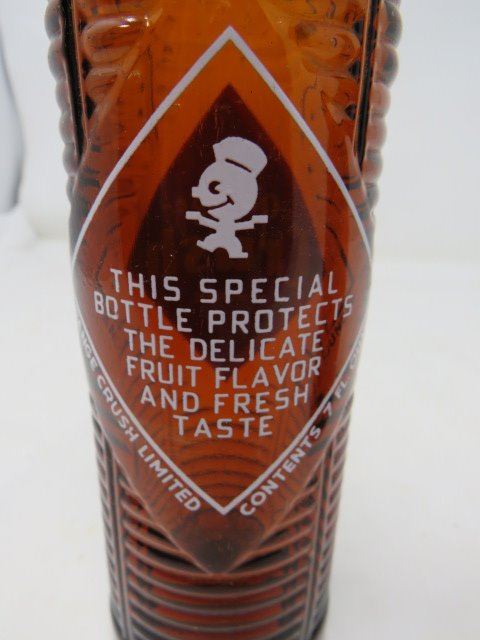 THIS SPECIAL
BOTTLE PROTECTS
THE DELICATE
FRUIT FLAVOR
AND FRESH
TASTE
CRUSH LIMITED
CONTENTS 7 FL.